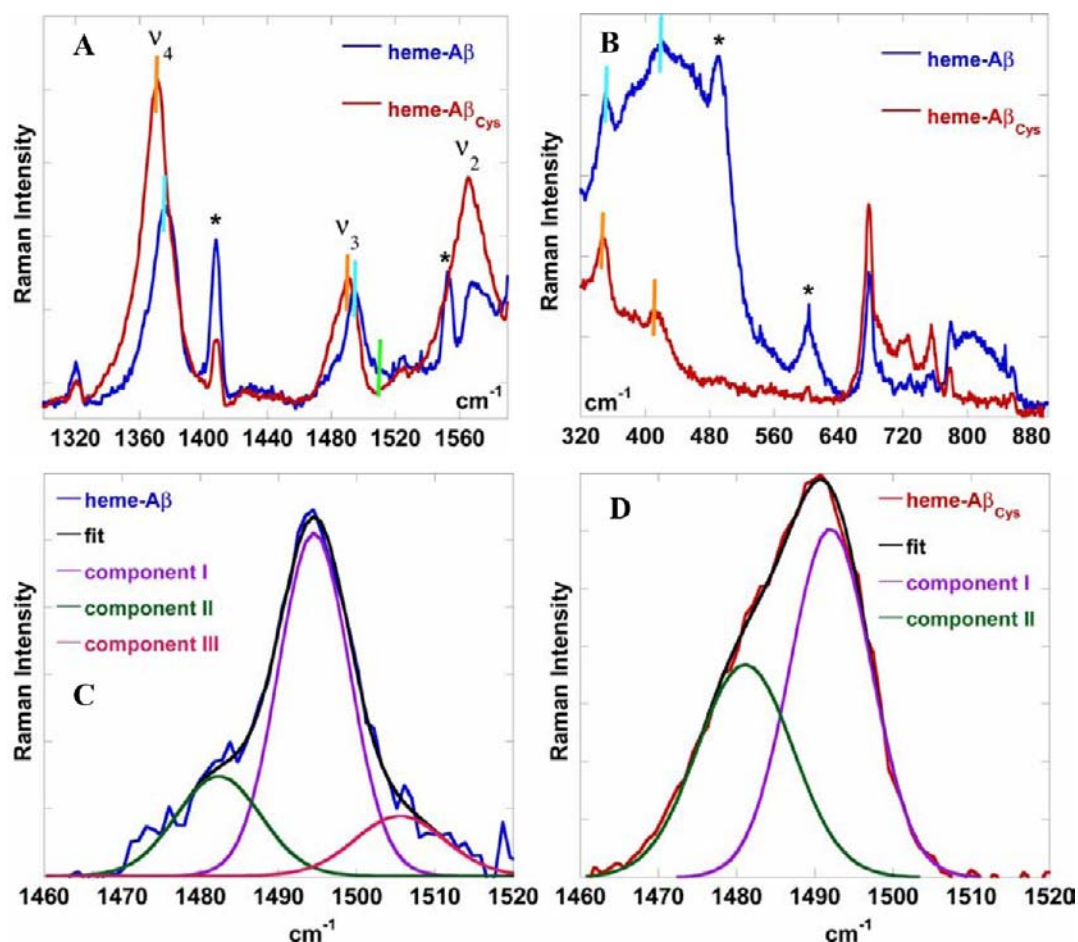 A
ν4
heme-Aβ
heme-AβCys
ν2
*
ν3
*
Raman Intensity
cm-1
1320 1360 1400 1440 1480 1520 1560
B
*
heme-Aβ
heme-AβCys
*
Raman Intensity
cm-1
320 400 480 560 640 720 800 880
heme-Aβ
fit
component I
component II
component III
C
Raman Intensity
1460 1470 1480 1490 1500 1510 1520
cm-1
D
heme-AβCys
fit
component I
component II
Raman Intensity
1460 1470 1480 1490 1500 1510 1520
cm-1